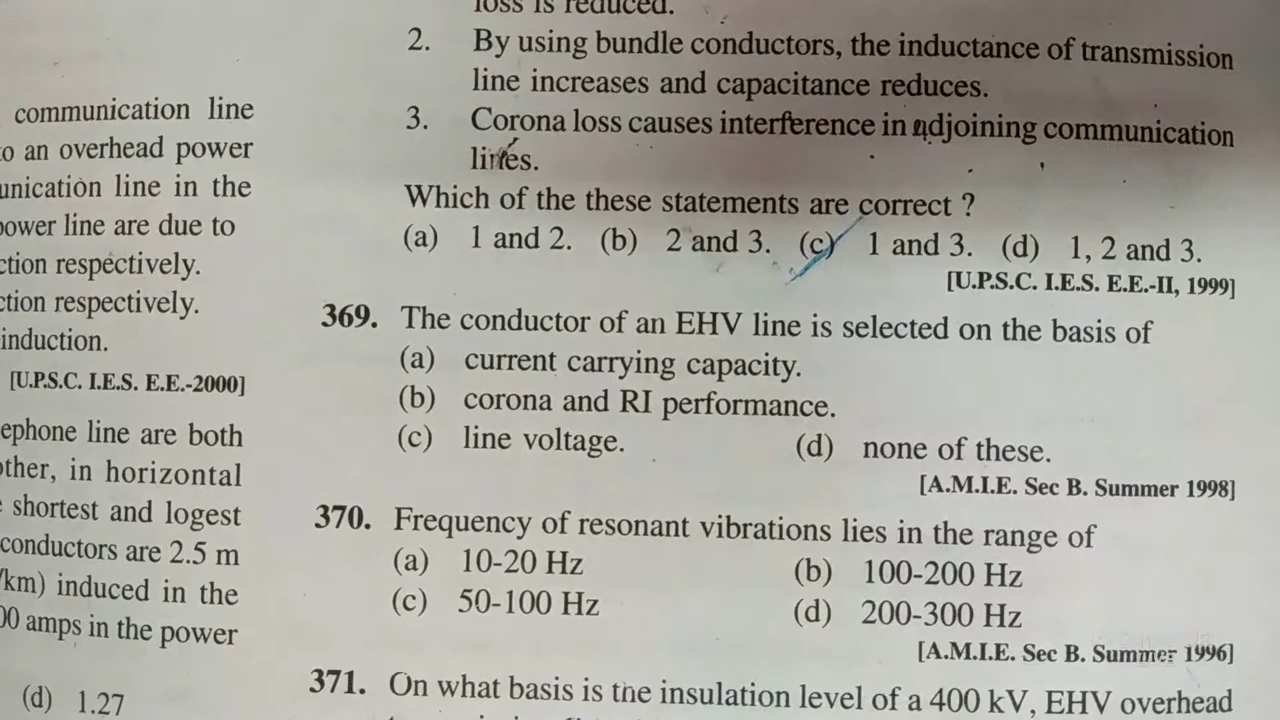 communication line
o an overhead power
unication line in the
power line are due to
ction respectively.
ction respectively.
induction.
[U.P.S.C. I.E.S. E.E.-2000]
ephone line are both
other, in horizontal
shortest and logest
conductors are 2.5 m
/km) induced in the
00 amps in the power
(d) 1.27
loss is reduced.
2. By using bundle conductors, the inductance of transmission
line increases and capacitance reduces.
3. Corona loss causes interference in adjoining communication
lines.
Which of the these statements are correct ?
(a) 1 and 2. (b) 2 and 3. (c) 1 and 3. (d) 1, 2 and 3.
[U.P.S.C. I.E.S. E.E.-II, 1999]
369. The conductor of an EHV line is selected on the basis of
(a) current carrying capacity.
(b) corona and RI performance.
(c) line voltage. (d) none of these.
[A.M.I.E. Sec B. Summer 1998]
370. Frequency of resonant vibrations lies in the range of
(a) 10-20 Hz (b) 100-200 Hz
(c) 50-100 Hz (d) 200-300 Hz
[A.M.I.E. Sec B. Summer 1996]
371. On what basis is the insulation level of a 400 kV, EHV overhead